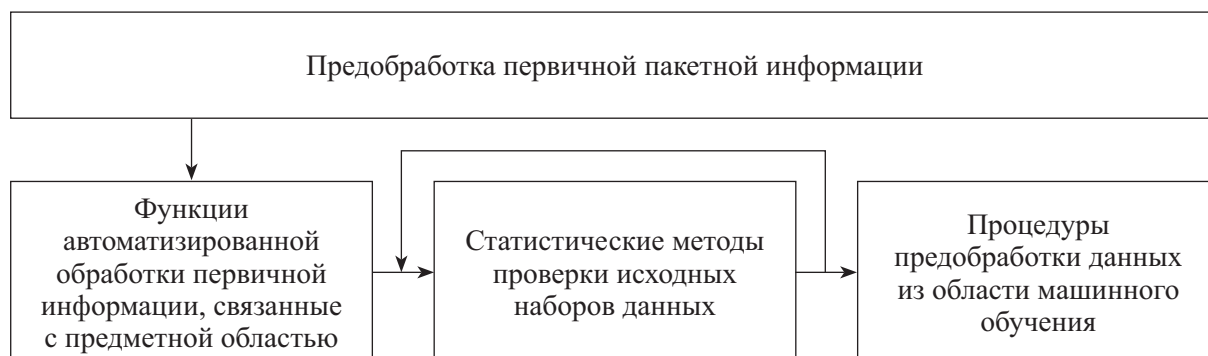 Предобработка первичной пакетной информации
Функции
автоматизированной
обработки первичной
информации, связанные
с предметной областью
Статистические методы
проверки исходных
наборов данных
Процедуры
предобработки данных
из области машинного
обучения